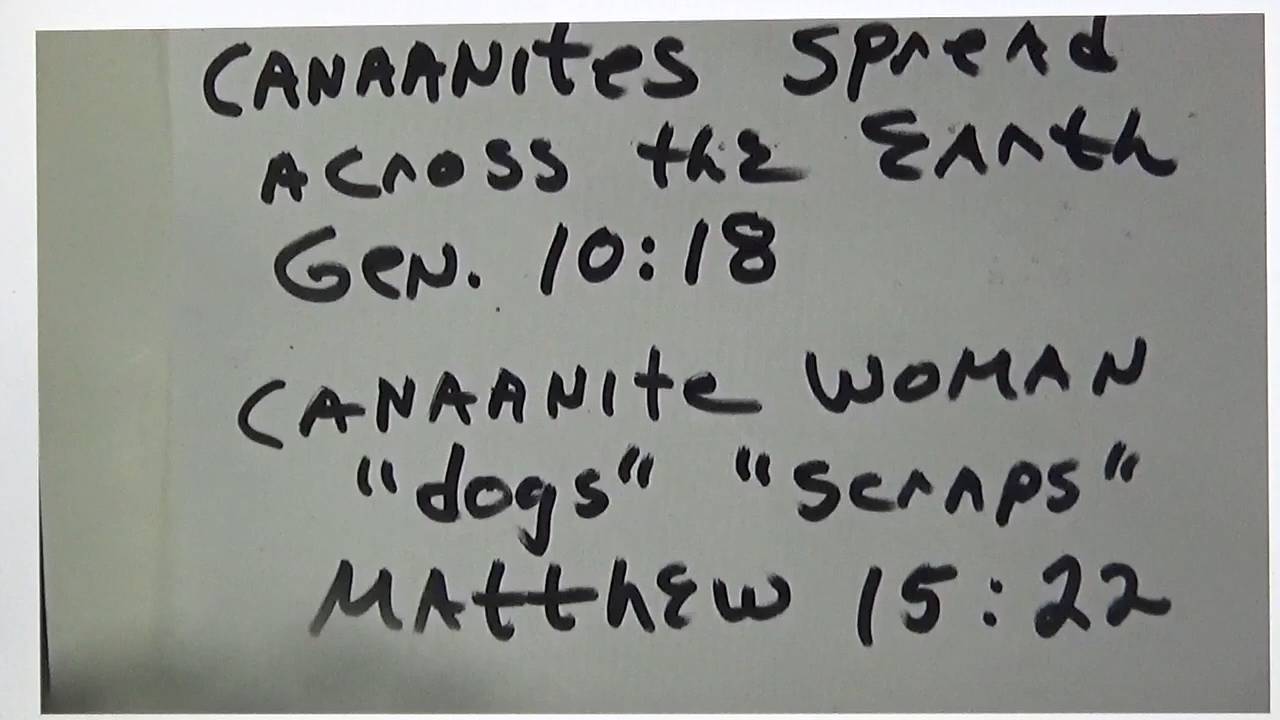 CANAANites Spread
Across the Earth
Gen. 10:18
CANAANite WOMAN
"dogs" "scraps"
MAtthew 15:22